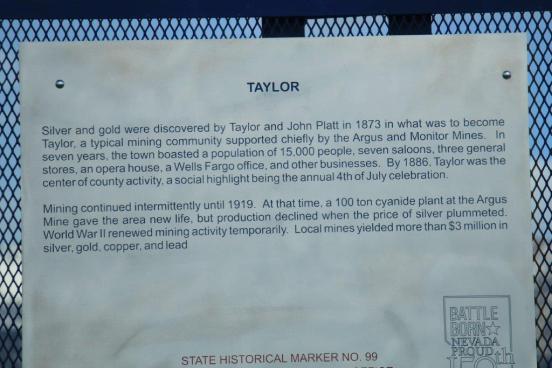 TAYLOR
Silver and gold were discovered by Taylor and John Platt in 1873 in what was to become
Taylor, a typical mining community supported chiefly by the Argus and Monitor Mines. In
seven years, the town boasted a population of 15,000 people, seven saloons, three general
stores, an opera house, a Wells Fargo office, and other businesses. By 1886, Taylor was the
center of county activity, a social highlight being the annual 4th of July celebration.
Mining continued intermittently until 1919. At that time, a 100 ton cyanide plant at the Argus
Mine gave the area new life, but production declined when the price of silver plummeted.
World War II renewed mining activity temporarily. Local mines yielded more than $3 million in
silver, gold, copper, and lead
BATTLE
BORN☆
NEVADA
PROUD
150th
STATE HISTORICAL MARKER NO. 99